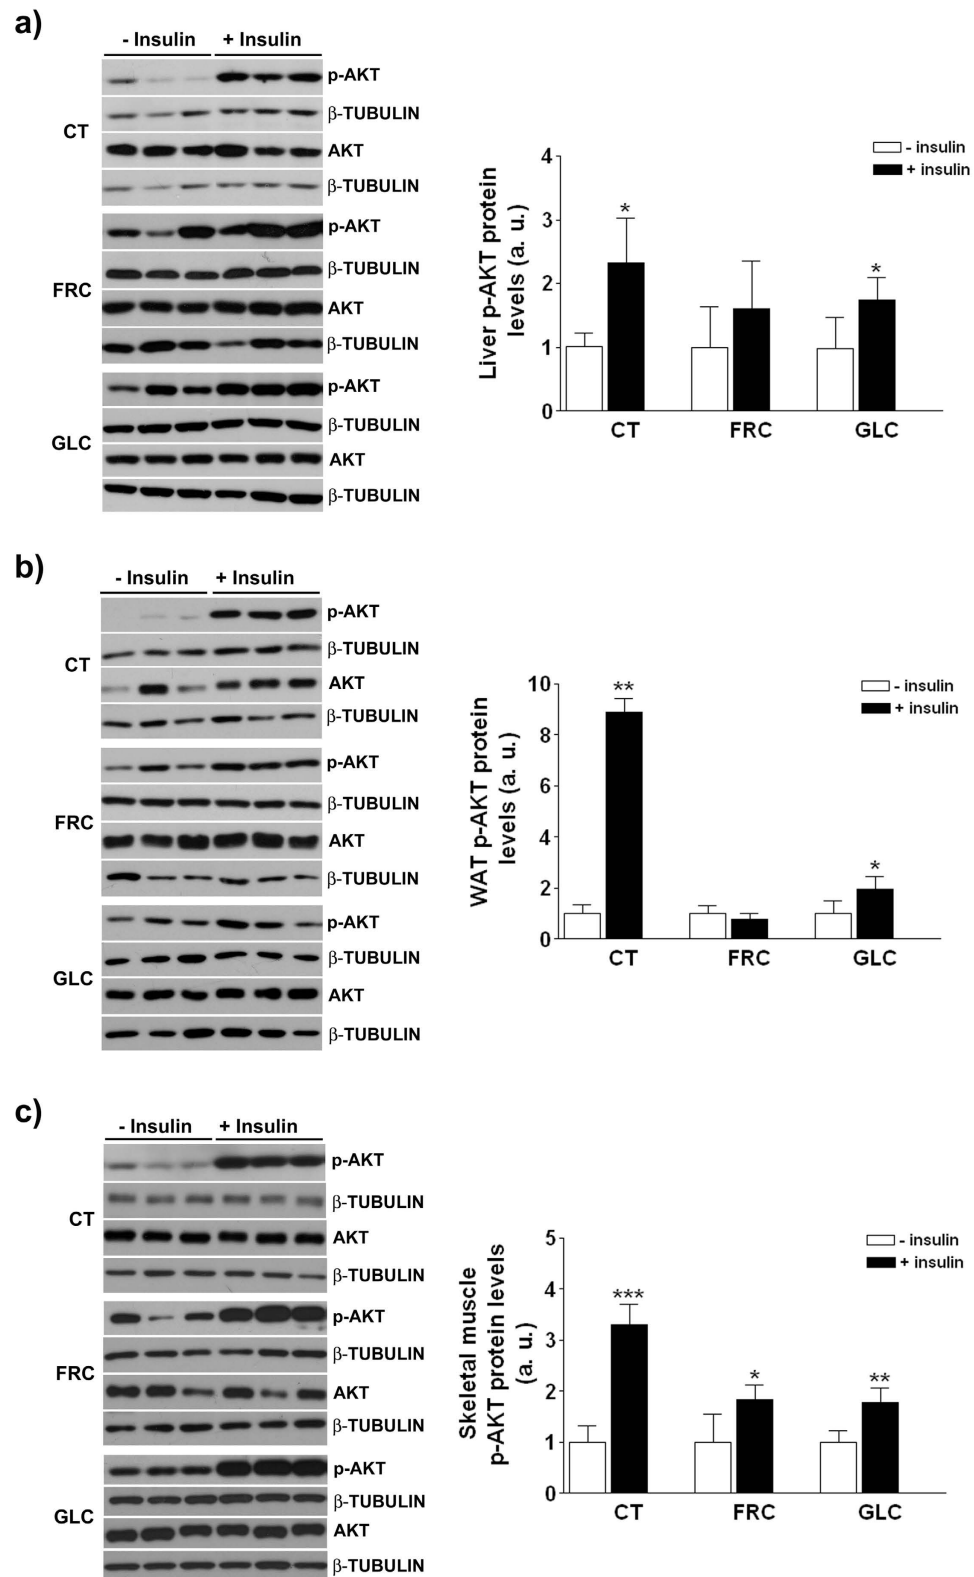 a)
- Insulin + Insulin
p-AKT
β-TUBULIN
CT
AKT
β-TUBULIN
p-AKT
β-TUBULIN
FRC
AKT
β-TUBULIN
p-AKT
β-TUBULIN
GLC
AKT
β-TUBULIN
- insulin
+ insulin
Liver p-AKT protein
levels (a. u.)
4
3
2
1
0
*
*
CT FRC GLC
b)
- Insulin + Insulin
p-AKT
β-TUBULIN
CT
AKT
β-TUBULIN
p-AKT
β-TUBULIN
FRC
AKT
β-TUBULIN
p-AKT
β-TUBULIN
GLC
AKT
β-TUBULIN
- insulin
+ insulin
WAT p-AKT protein
levels (a. u.)
10
8
6
4
2
0
**
*
CT FRC GLC
c)
- Insulin + Insulin
p-AKT
β-TUBULIN
CT
AKT
β-TUBULIN
p-AKT
β-TUBULIN
FRC
AKT
β-TUBULIN
p-AKT
β-TUBULIN
GLC
AKT
β-TUBULIN
- insulin
+ insulin
Skeletal muscle
p-AKT protein levels
(a. u.)
5
4
3
2
1
0
***
*
**
CT FRC GLC